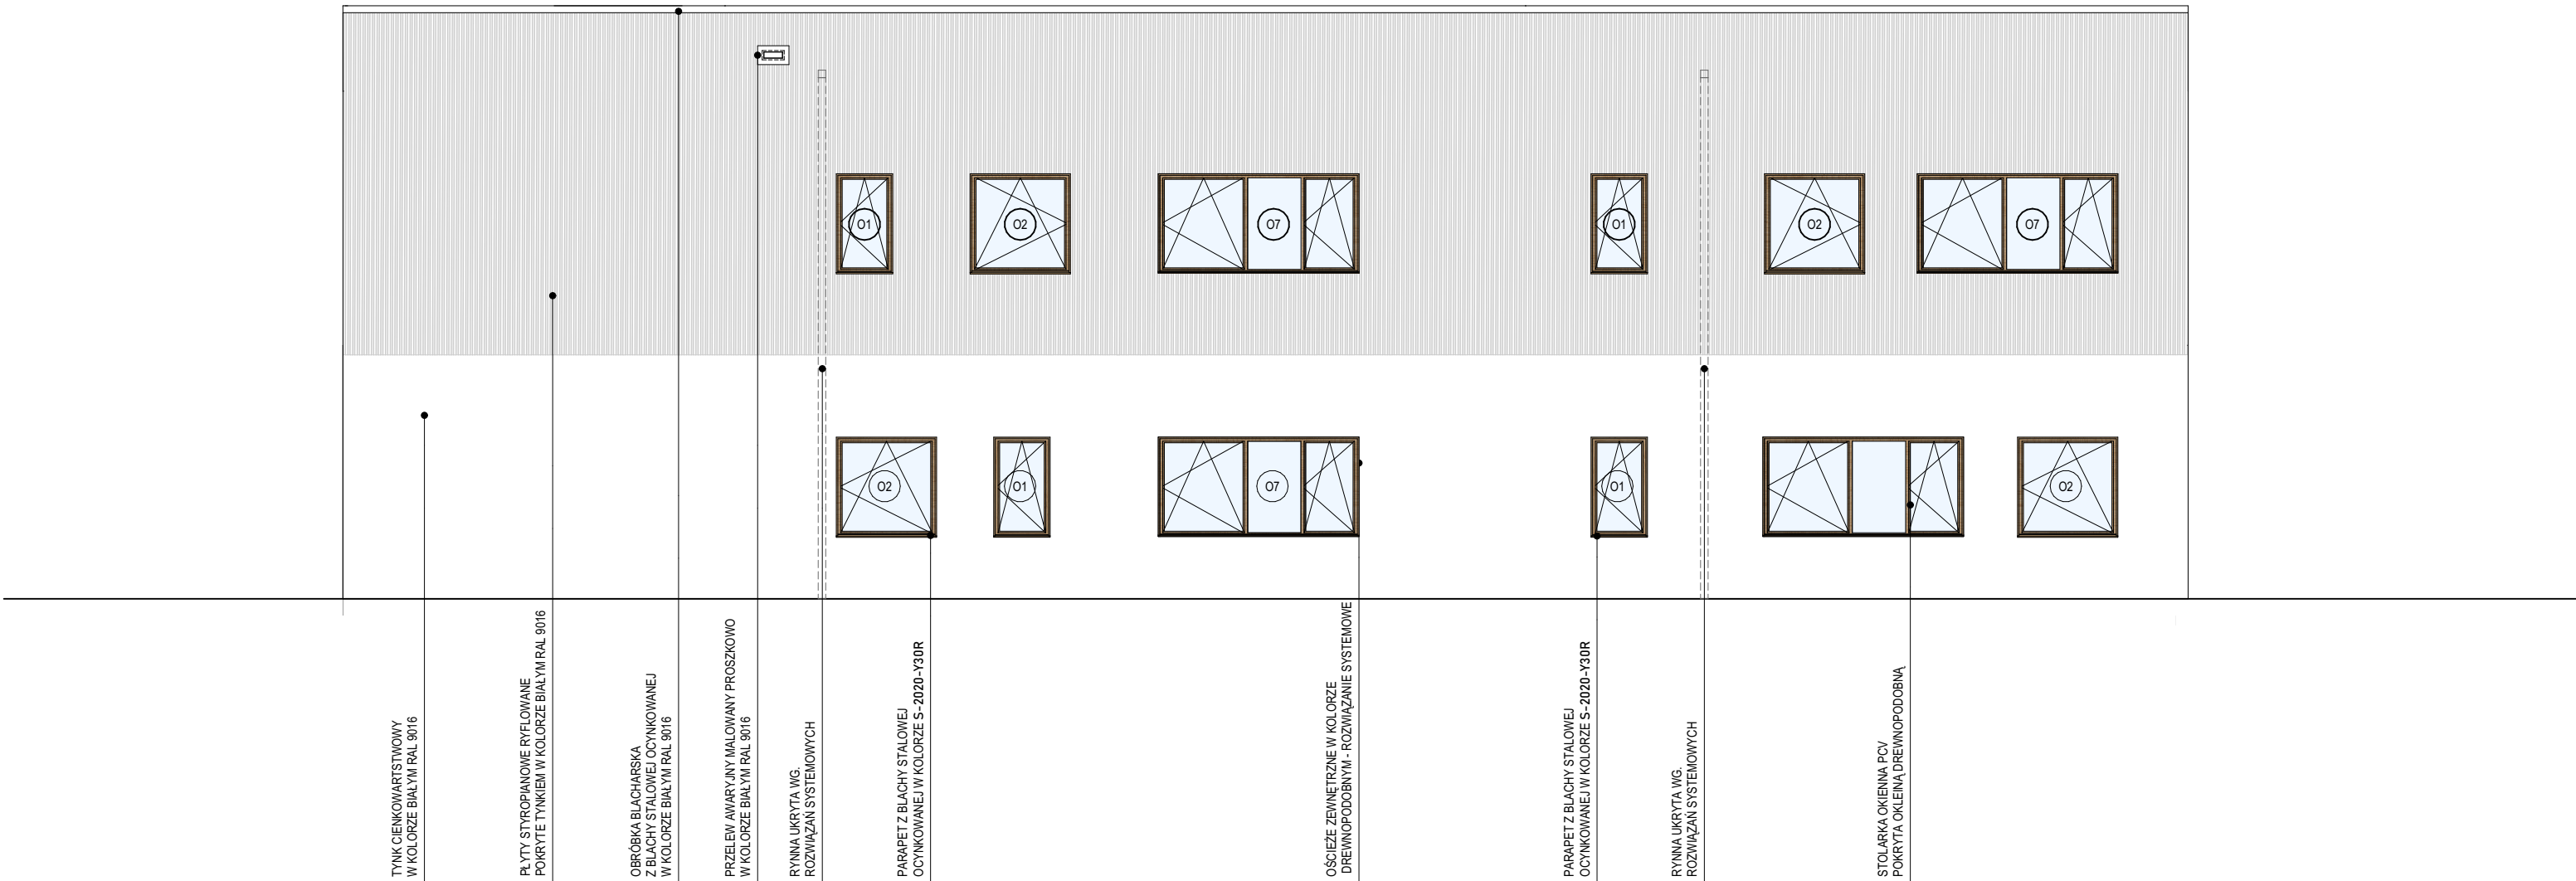 O1
O2
O7
O1
O2
O7
O2
O1
O7
O1
O2
TYNK CIENKOWARTSTWOWY
W KOLORZE BIAŁYM RAL 9016
PŁYTY STYROPIANOWE RYFLOWANE
POKRYTE TYNKIEM W KOLORZE BIAŁYM RAL 9016
OBRÓBKA BLACHARSKA
Z BLACHY STALOWEJ OCYNKOWANEJ
W KOLORZE BIAŁYM RAL 9016
PRZELEW AWARYJNY MALOWANY PROSZKOWO
W KOLORZE BIAŁYM RAL 9016
RYNNA UKRYTA WG.
ROZWIĄZAŃ SYSTEMOWYCH
PARAPET Z BLACHY STALOWEJ
OCYNKOWANEJ W KOLORZE S-2020-Y30R
OŚCIEŻE ZEWNĘTRZNE W KOLORZE
DREWNOPODOBNYM - ROZWIĄZANIE SYSTEMOWE
PARAPET Z BLACHY STALOWEJ
OCYNKOWANEJ W KOLORZE S-2020-Y30R
RYNNA UKRYTA WG.
ROZWIĄZAŃ SYSTEMOWYCH
STOLARKA OKIENNA PCV
POKRYTA OKLEINĄ DREWNOPODOBNĄ